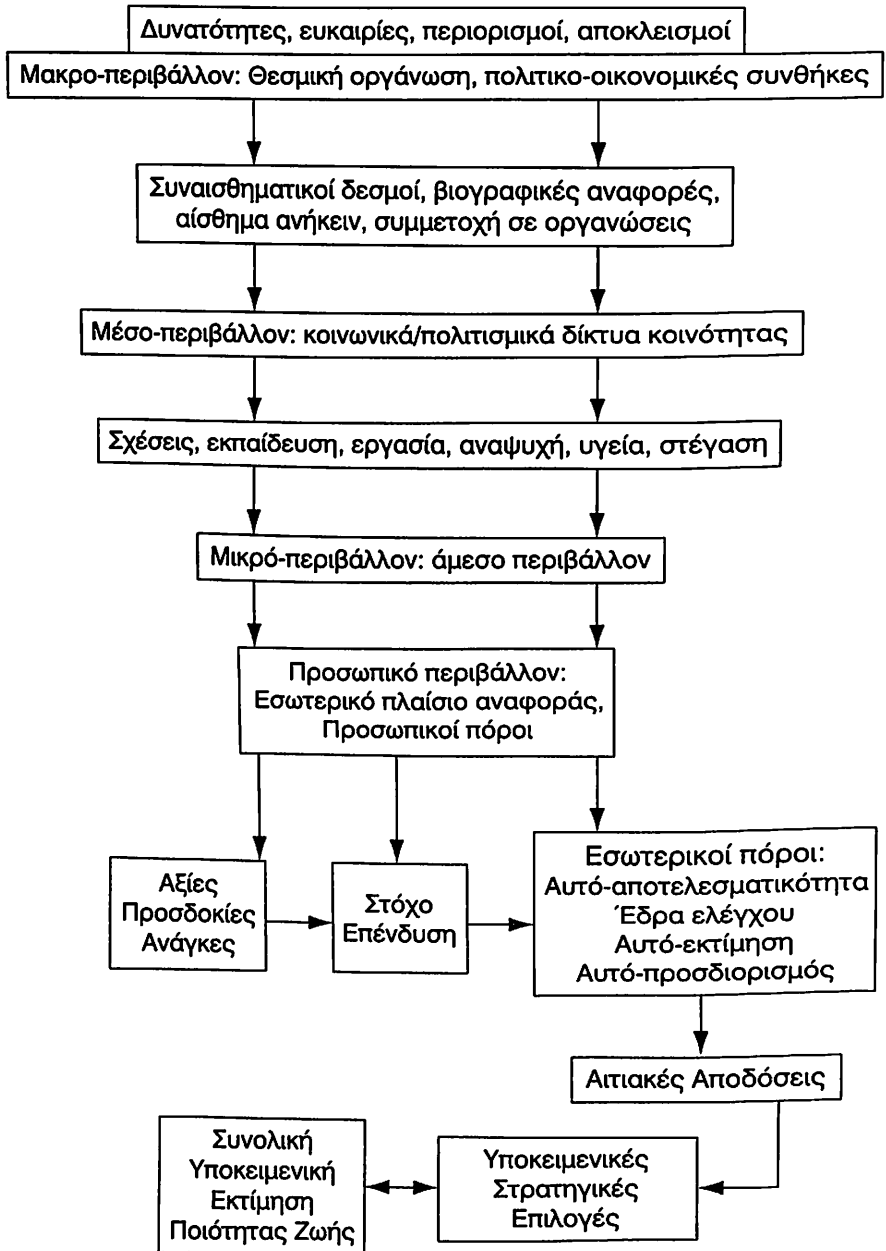 Δυνατότητες, ευκαιρίες, περιορισμοί, αποκλεισμοί
Μακρο-περιβάλλον: Θεσμική οργάνωση, πολιτικο-οικονομικές συνθήκες
Συναισθηματικοί δεσμοί, βιογραφικές αναφορές,
αίσθημα ανήκειν, συμμετοχή σε οργανώσεις
Μέσο-περιβάλλον: κοινωνικά/πολιτισμικά δίκτυα κοινότητας
Σχέσεις, εκπαίδευση, εργασία, αναψυχή, υγεία, στέγαση
Μικρό-περιβάλλον: άμεσο περιβάλλον
Προσωπικό περιβάλλον:
Εσωτερικό πλαίσιο αναφοράς,
Προσωπικοί πόροι
Αξίες
Προσδοκίες
Ανάγκες
Στόχο
Επένδυση
Εσωτερικοί πόροι:
Αυτό-αποτελεσματικότητα
Έδρα ελέγχου
Αυτό-εκτίμηση
Αυτό-προσδιορισμός
Αιτιακές Αποδόσεις
Συνολική
Υποκειμενική
Εκτίμηση
Ποιότητας Ζωής
Υποκειμενικές
Στρατηγικές
Επιλογές